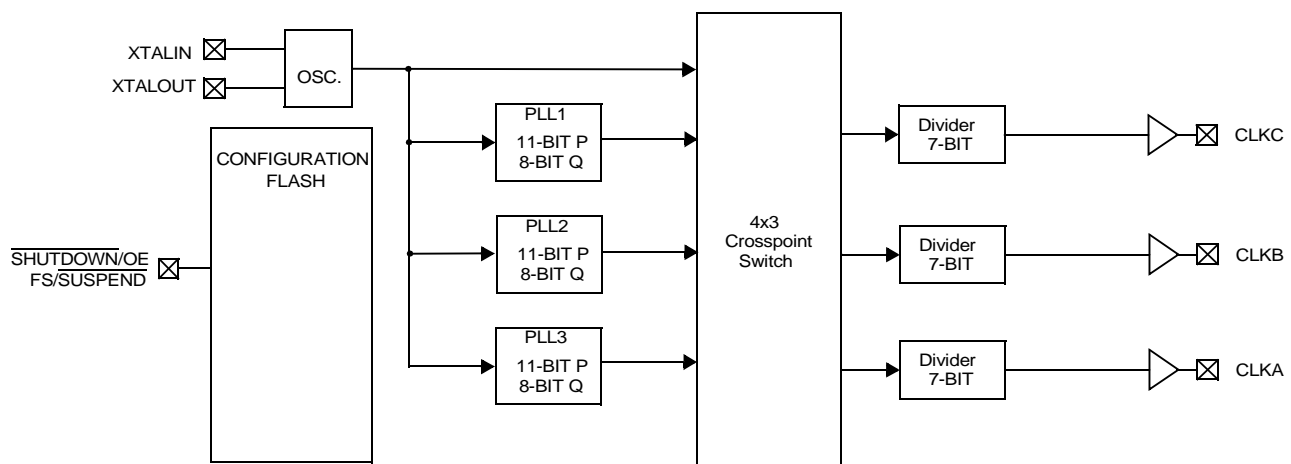 XTALIN
XTALOUT
OSC.
CONFIGURATION
FLASH
SHUTDOWN/OE
FS/SUSPEND
PLL1
11-BIT P
8-BIT Q
PLL2
11-BIT P
8-BIT Q
PLL3
11-BIT P
8-BIT Q
4x3
Crosspoint
Switch
Divider
7-BIT
CLKC
Divider
7-BIT
CLKB
Divider
7-BIT
CLKA